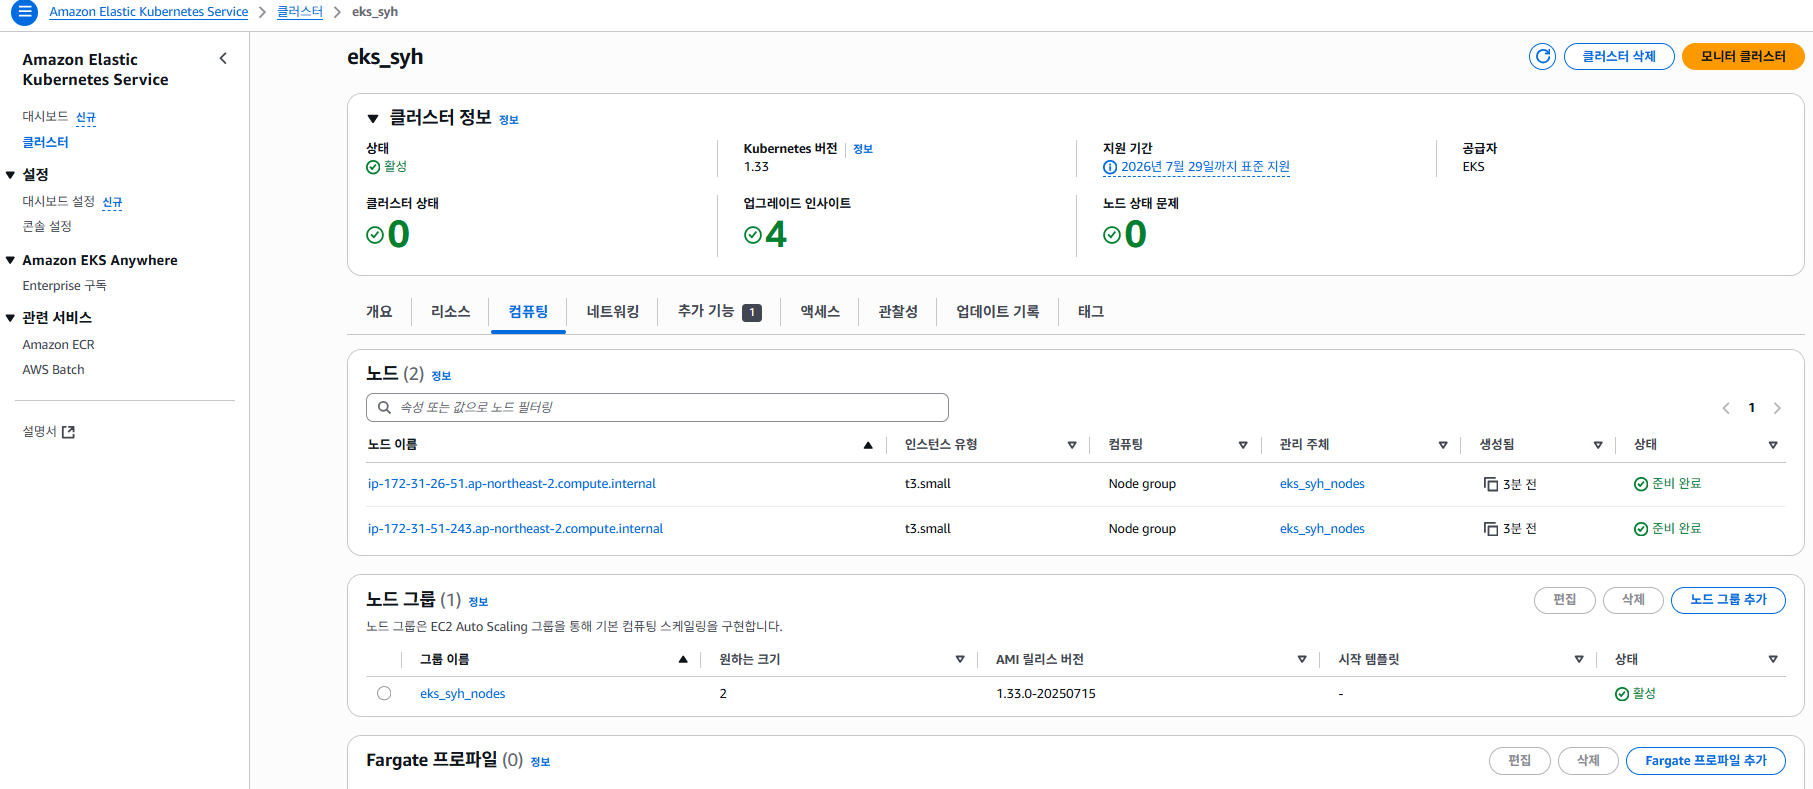 Amazon Elastic Kubernetes Service > 클러스터 > eks_syh
Amazon Elastic Kubernetes Service
대시보드 신규
클러스터
설정
대시보드 설정 신규
콘솔 설정
Amazon EKS Anywhere
Enterprise 구독
관련 서비스
Amazon ECR
AWS Batch
설명서
eks_syh
클러스터 삭제
모니터 클러스터
클러스터 정보 정보
상태
활성
Kubernetes 버전 정보
1.33
지원 기간
2026년 7월 29일까지 표준 지원
공급자
EKS
클러스터 상태
0
업그레이드 인사이트
4
노드 상태 문제
0
개요 리소스 컴퓨팅 네트워킹 추가 기능 1 액세스 관찰성 업데이트 기록 태그
노드 (2) 정보
속성 또는 값으로 노드 필터링
1
노드 이름 인스턴스 유형 컴퓨팅 관리 주체 생성됨 상태
ip-172-31-26-51.ap-northeast-2.compute.internal t3.small Node group eks_syh_nodes 3분 전 준비 완료
ip-172-31-51-243.ap-northeast-2.compute.internal t3.small Node group eks_syh_nodes 3분 전 준비 완료
노드 그룹 (1) 정보
편집 삭제 노드 그룹 추가
노드 그룹은 EC2 Auto Scaling 그룹을 통해 기본 컴퓨팅 스케일링을 구현합니다.
그룹 이름 원하는 크기 AMI 릴리스 버전 시작 템플릿 상태
eks_syh_nodes 2 1.33.0-20250715 - 활성
Fargate 프로파일 (0) 정보
편집 삭제 Fargate 프로파일 추가